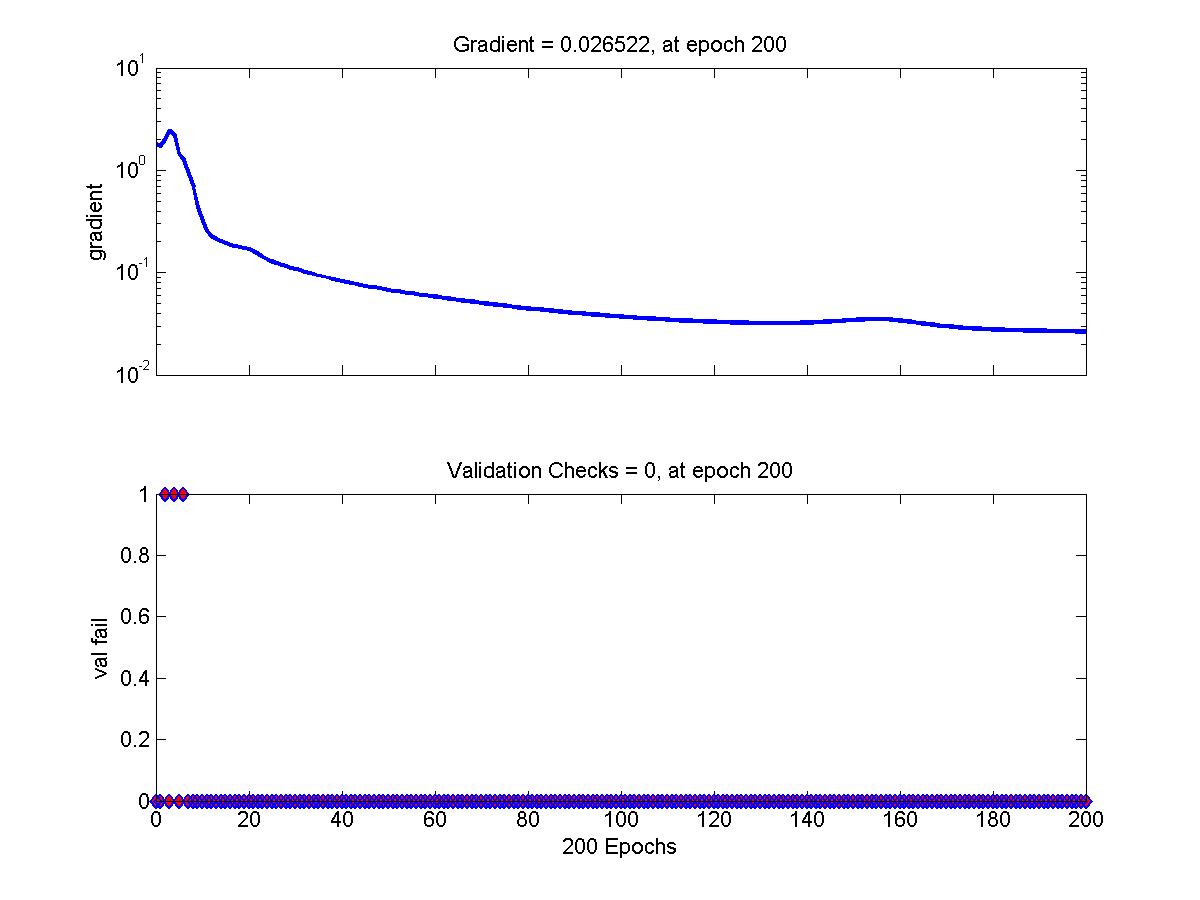 Gradient = 0.026522, at epoch 200
10^1
10^0
10^-1
10^-2
gradient
Validation Checks = 0, at epoch 200
1
0.8
0.6
0.4
0.2
0
val fail
0 20 40 60 80 100 120 140 160 180 200
200 Epochs